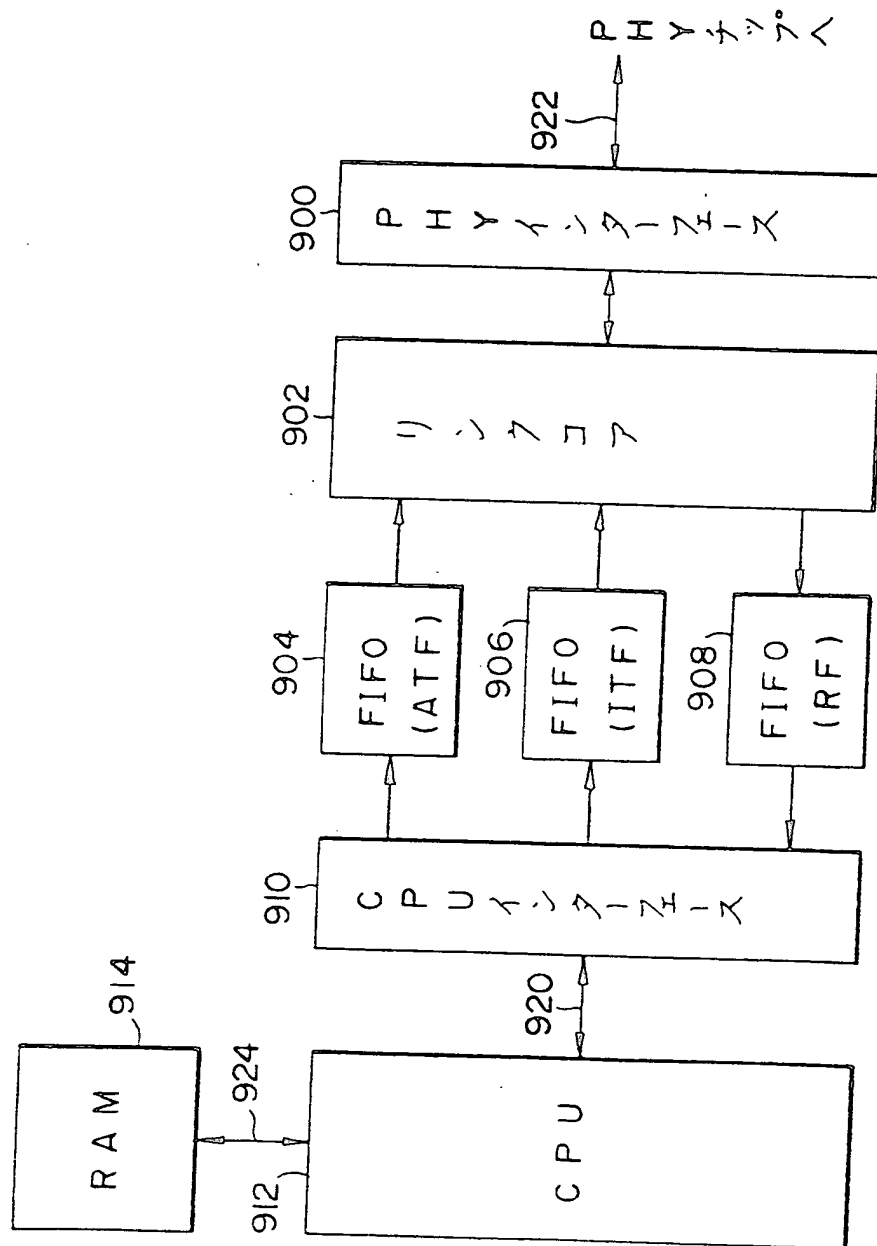 RAM
914
924
912
CPU
920
910
CPUインターフェース
904
FIFO
(ATF)
906
FIFO
(ITF)
908
FIFO
(RF)
902
リンクコア
900
PHYインターフェース
922
PHYチップへ